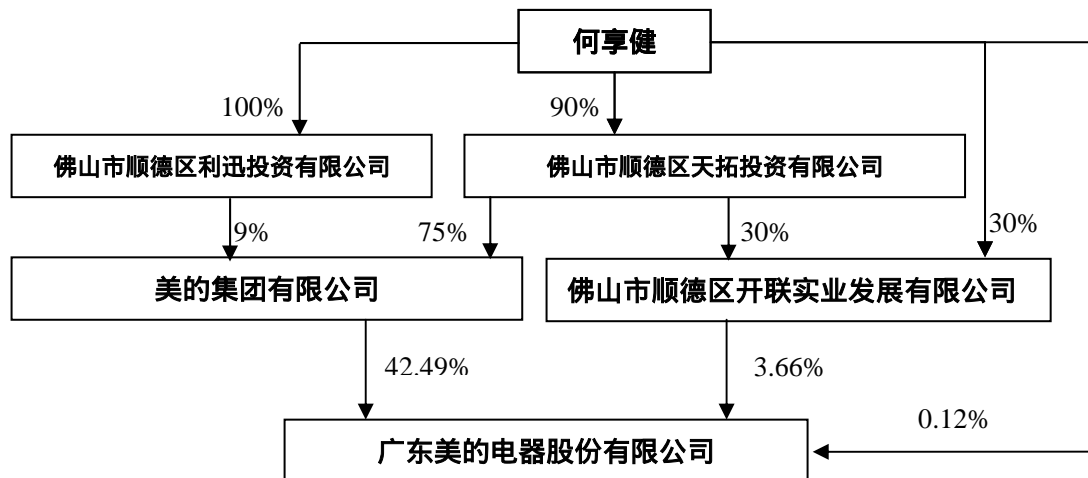 何享健
100%
90%
佛山市顺德区利迅投资有限公司
佛山市顺德区天拓投资有限公司
9%
75%
30%
30%
美的集团有限公司
佛山市顺德区开联实业发展有限公司
42.49%
3.66%
0.12%
广东美的电器股份有限公司